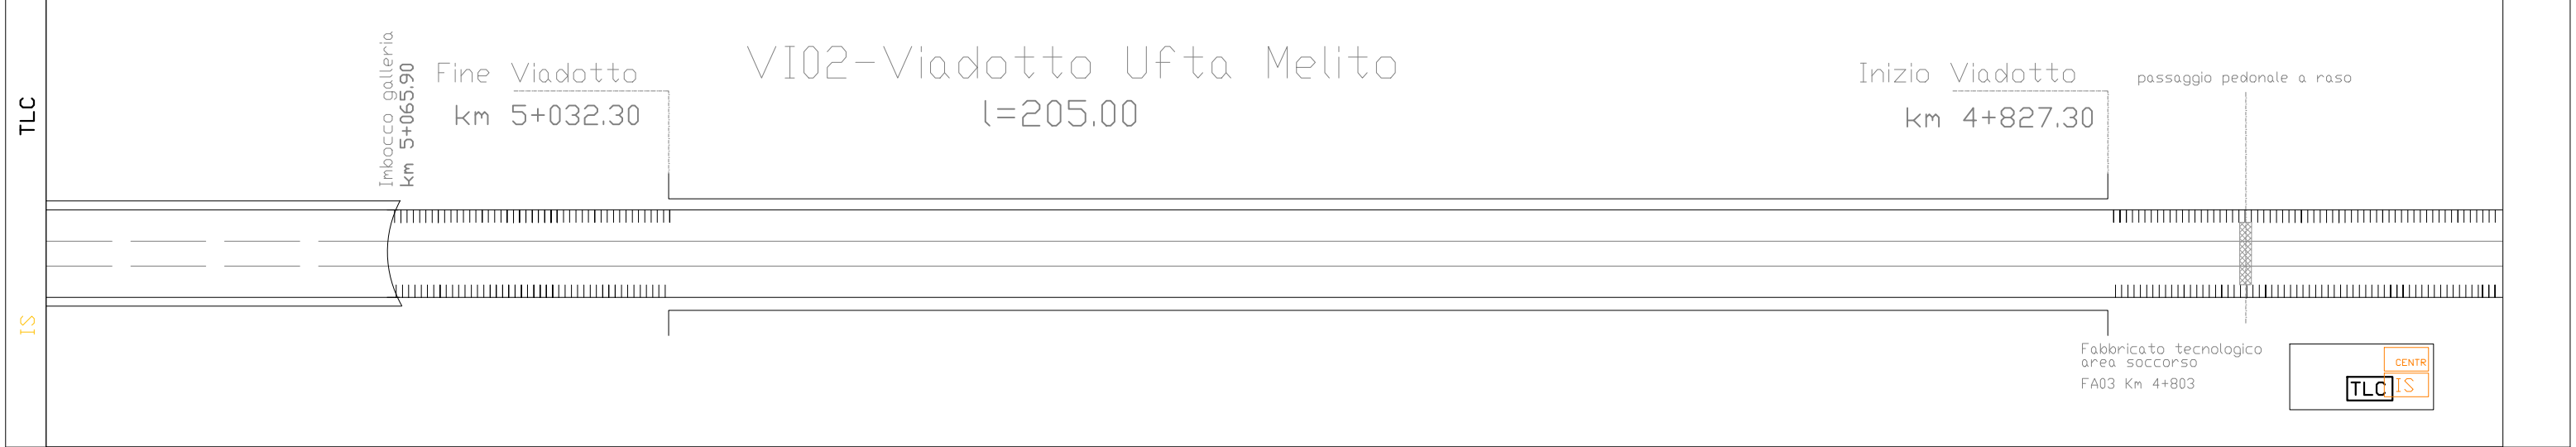 TLC
IS
Imbocco galleria
km 5+065.90
Fine Viadotto
km 5+032.30
VI02-Viadotto Ufta Melito
l=205.00
Inizio Viadotto
km 4+827.30
passaggio pedonale a raso
Fabbricato tecnologico
area soccorso
FA03 Km 4+803
CENTR
TLC
IS